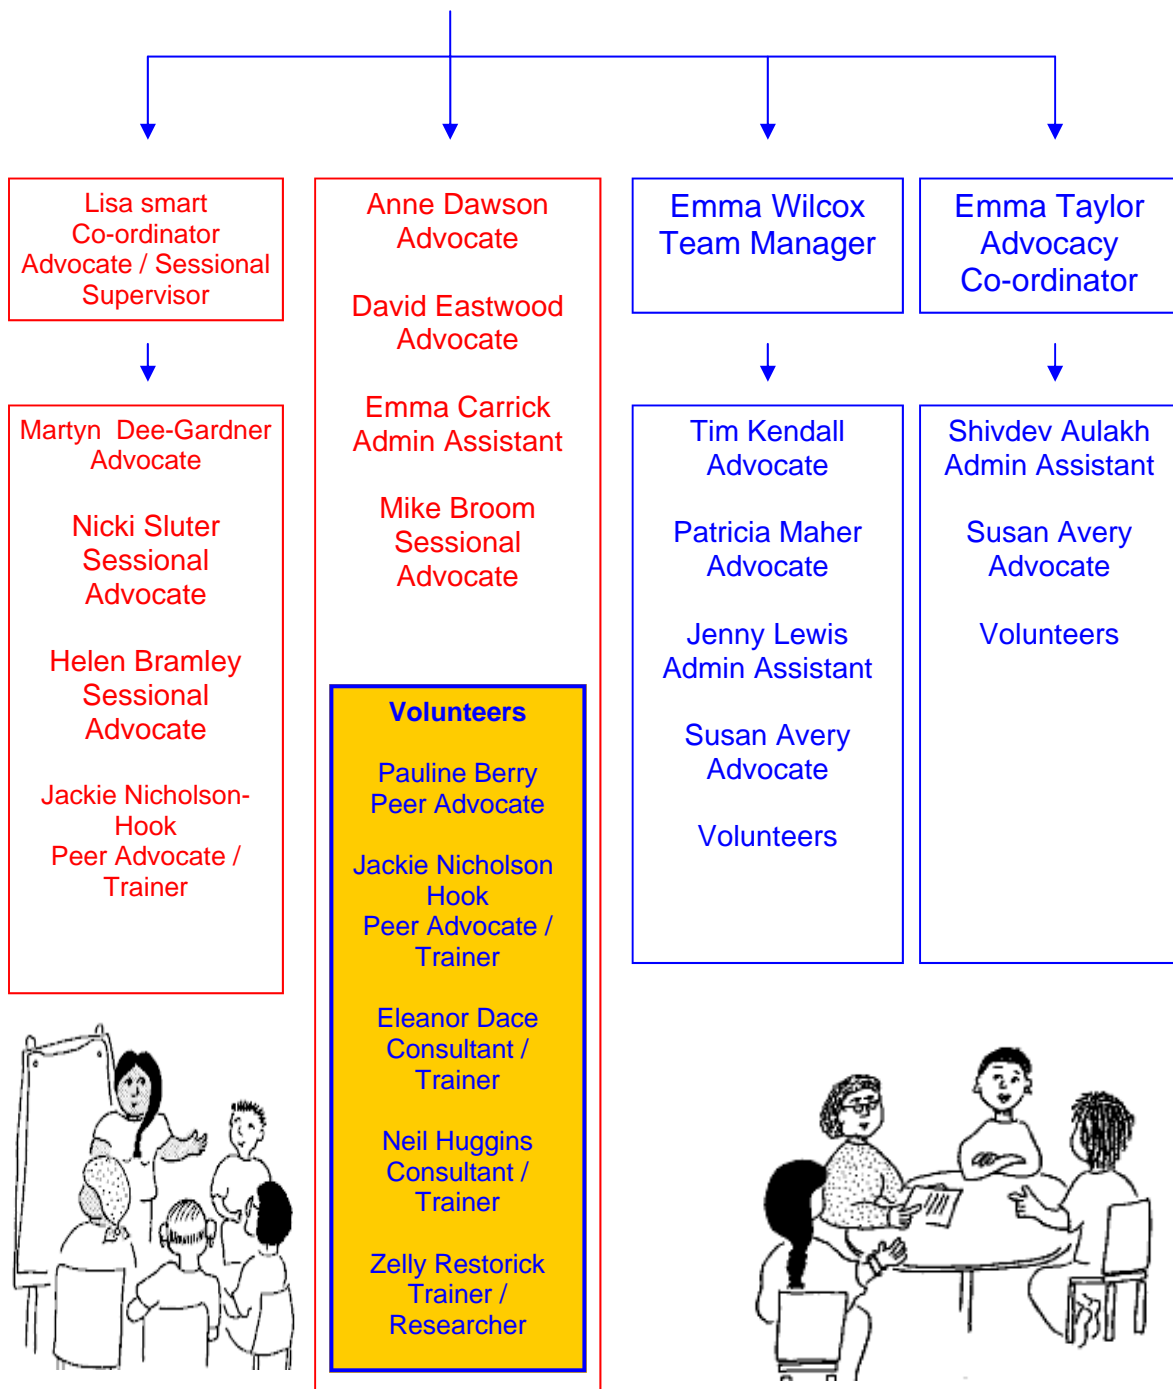 Lisa smart
Co-ordinator
Advocate / Sessional
Supervisor
Martyn  Dee-Gardner
Advocate
Nicki Sluter
Sessional
Advocate
Helen Bramley
Sessional
Advocate
Jackie Nicholson-
Hook
Peer Advocate /
Trainer
Anne Dawson
Advocate
David Eastwood
Advocate
Emma Carrick
Admin Assistant
Mike Broom
Sessional
Advocate
Volunteers
Pauline Berry
Peer Advocate
Jackie Nicholson
Hook
Peer Advocate /
Trainer
Eleanor Dace
Consultant /
Trainer
Neil Huggins
Consultant /
Trainer
Zelly Restorick
Trainer /
Researcher
Emma Wilcox
Team Manager
Tim Kendall
Advocate
Patricia Maher
Advocate
Jenny Lewis
Admin Assistant
Susan Avery
Advocate
Volunteers
Emma Taylor
Advocacy
Co-ordinator
Shivdev Aulakh
Admin Assistant
Susan Avery
Advocate
Volunteers